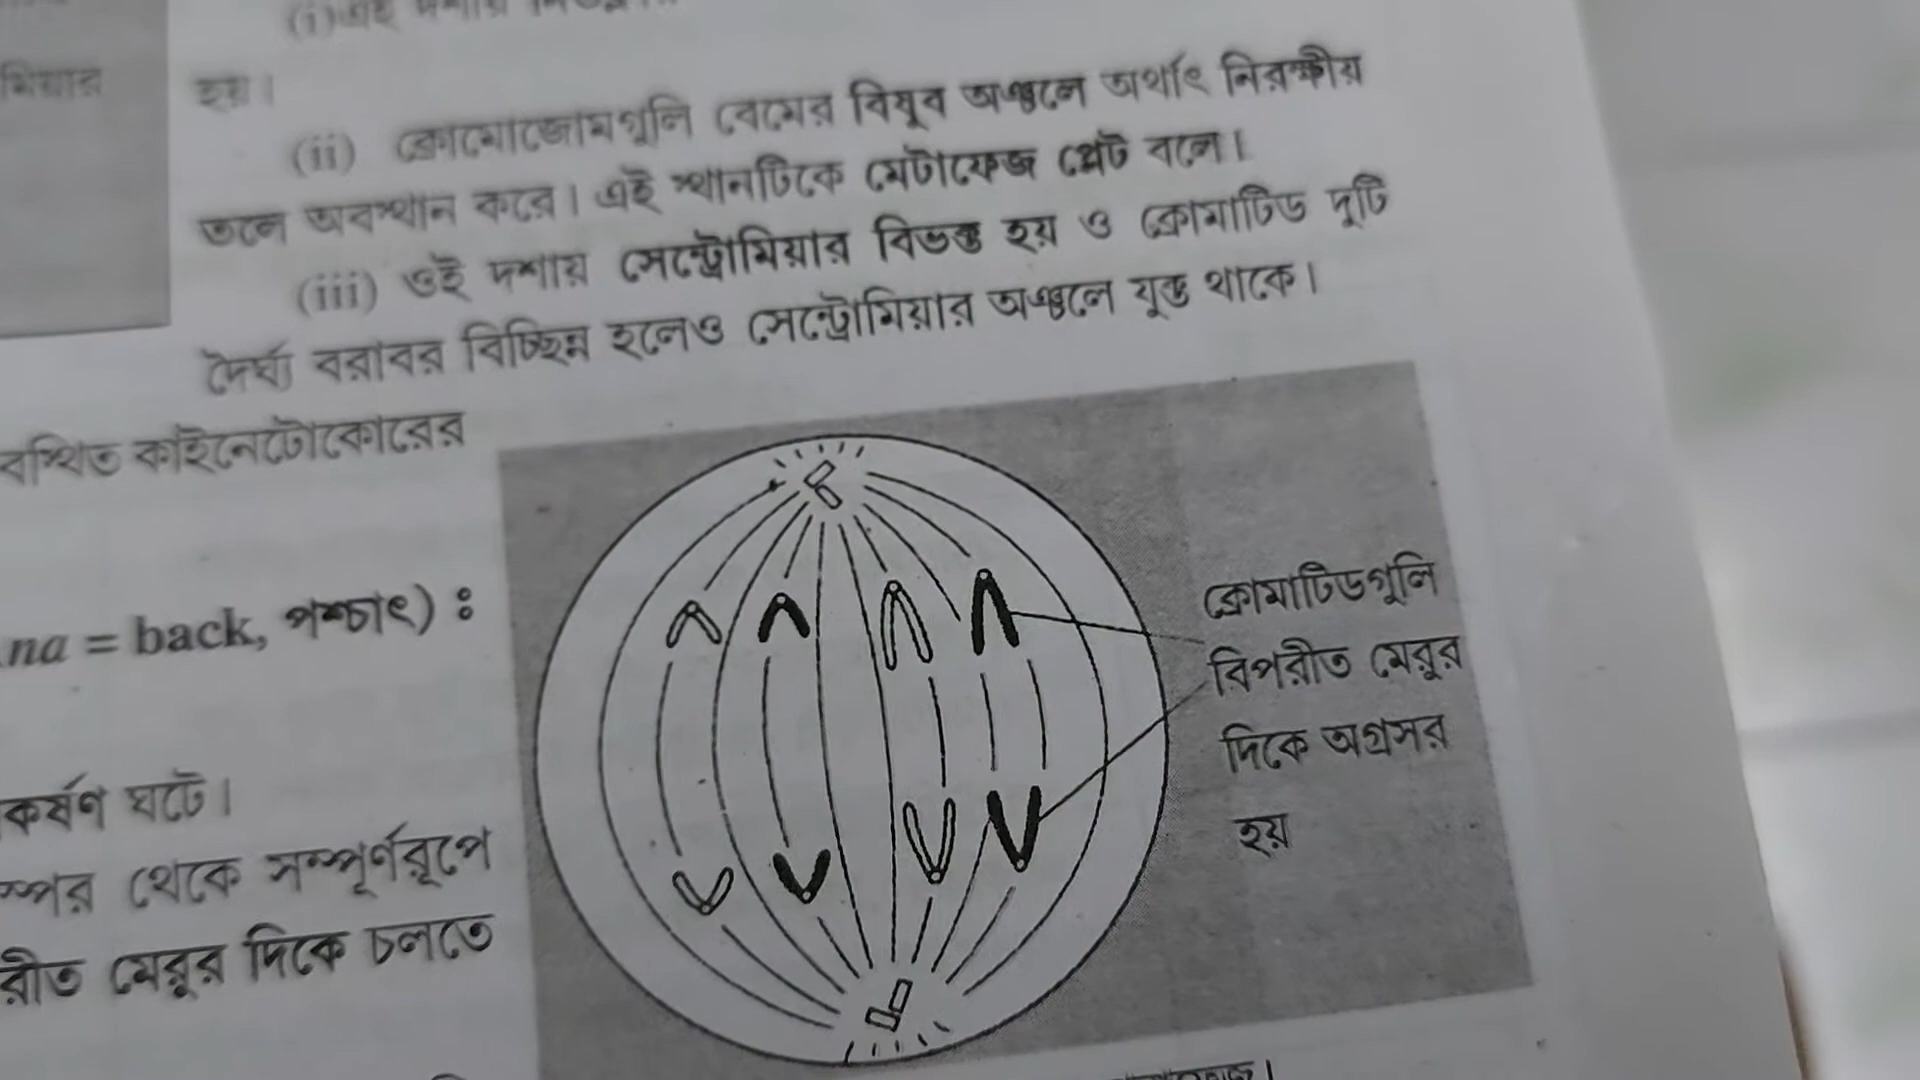 মিয়ার
হয়।
(ii) ক্রোমোজোমগুলি বেমের বিষুব অঞ্চলে অর্থাৎ নিরক্ষীয়
তলে অবস্থান করে। এই স্থানটিকে মেটাফেজ প্লেট বলে।
(iii) ওই দশায় সেন্ট্রোমিয়ার বিভক্ত হয় ও ক্রোমাটিড দুটি
দৈর্ঘ্য বরাবর বিচ্ছিন্ন হলেও সেন্ট্রোমিয়ার অঞ্চলে যুক্ত থাকে।
বস্থিত কাইনেটোকোরের
na = back, পশ্চাৎ) :
কর্ষণ ঘটে।
স্পর থেকে সম্পূর্ণরূপে
রীত মেরুর দিকে চলতে
ক্রোমাটিডগুলি
বিপরীত মেরুর
দিকে অগ্রসর
হয়